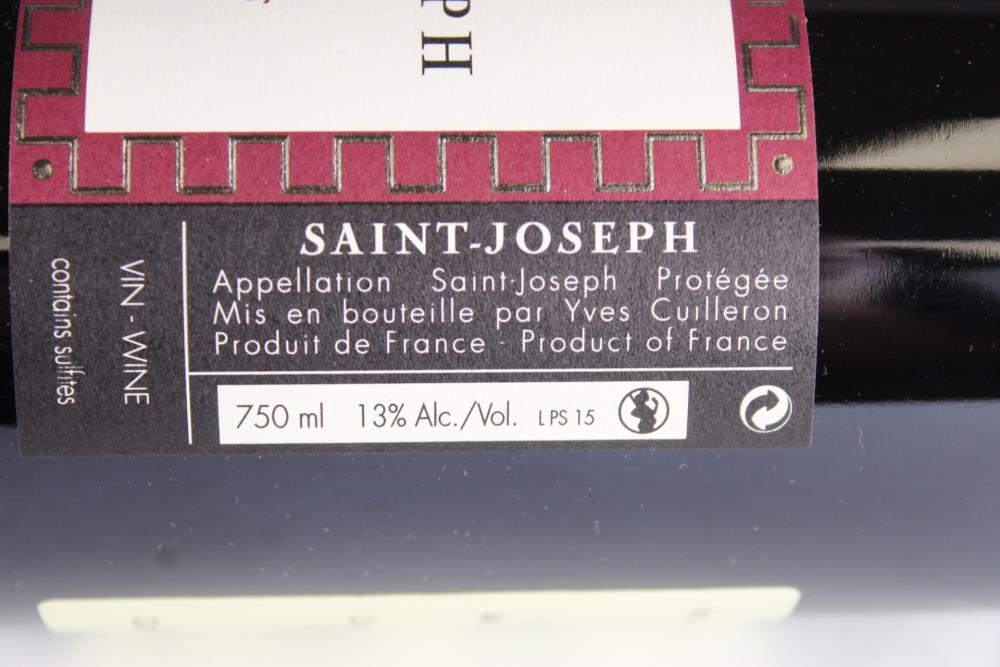 PH
SAINT-JOSEPH
Appellation Saint-Joseph Protégée
Mis en bouteille par Yves Cuilleron
Produit de France - Product of France
750 ml 13% Alc./Vol. LPS 15
VIN - WINE
contains sulfites